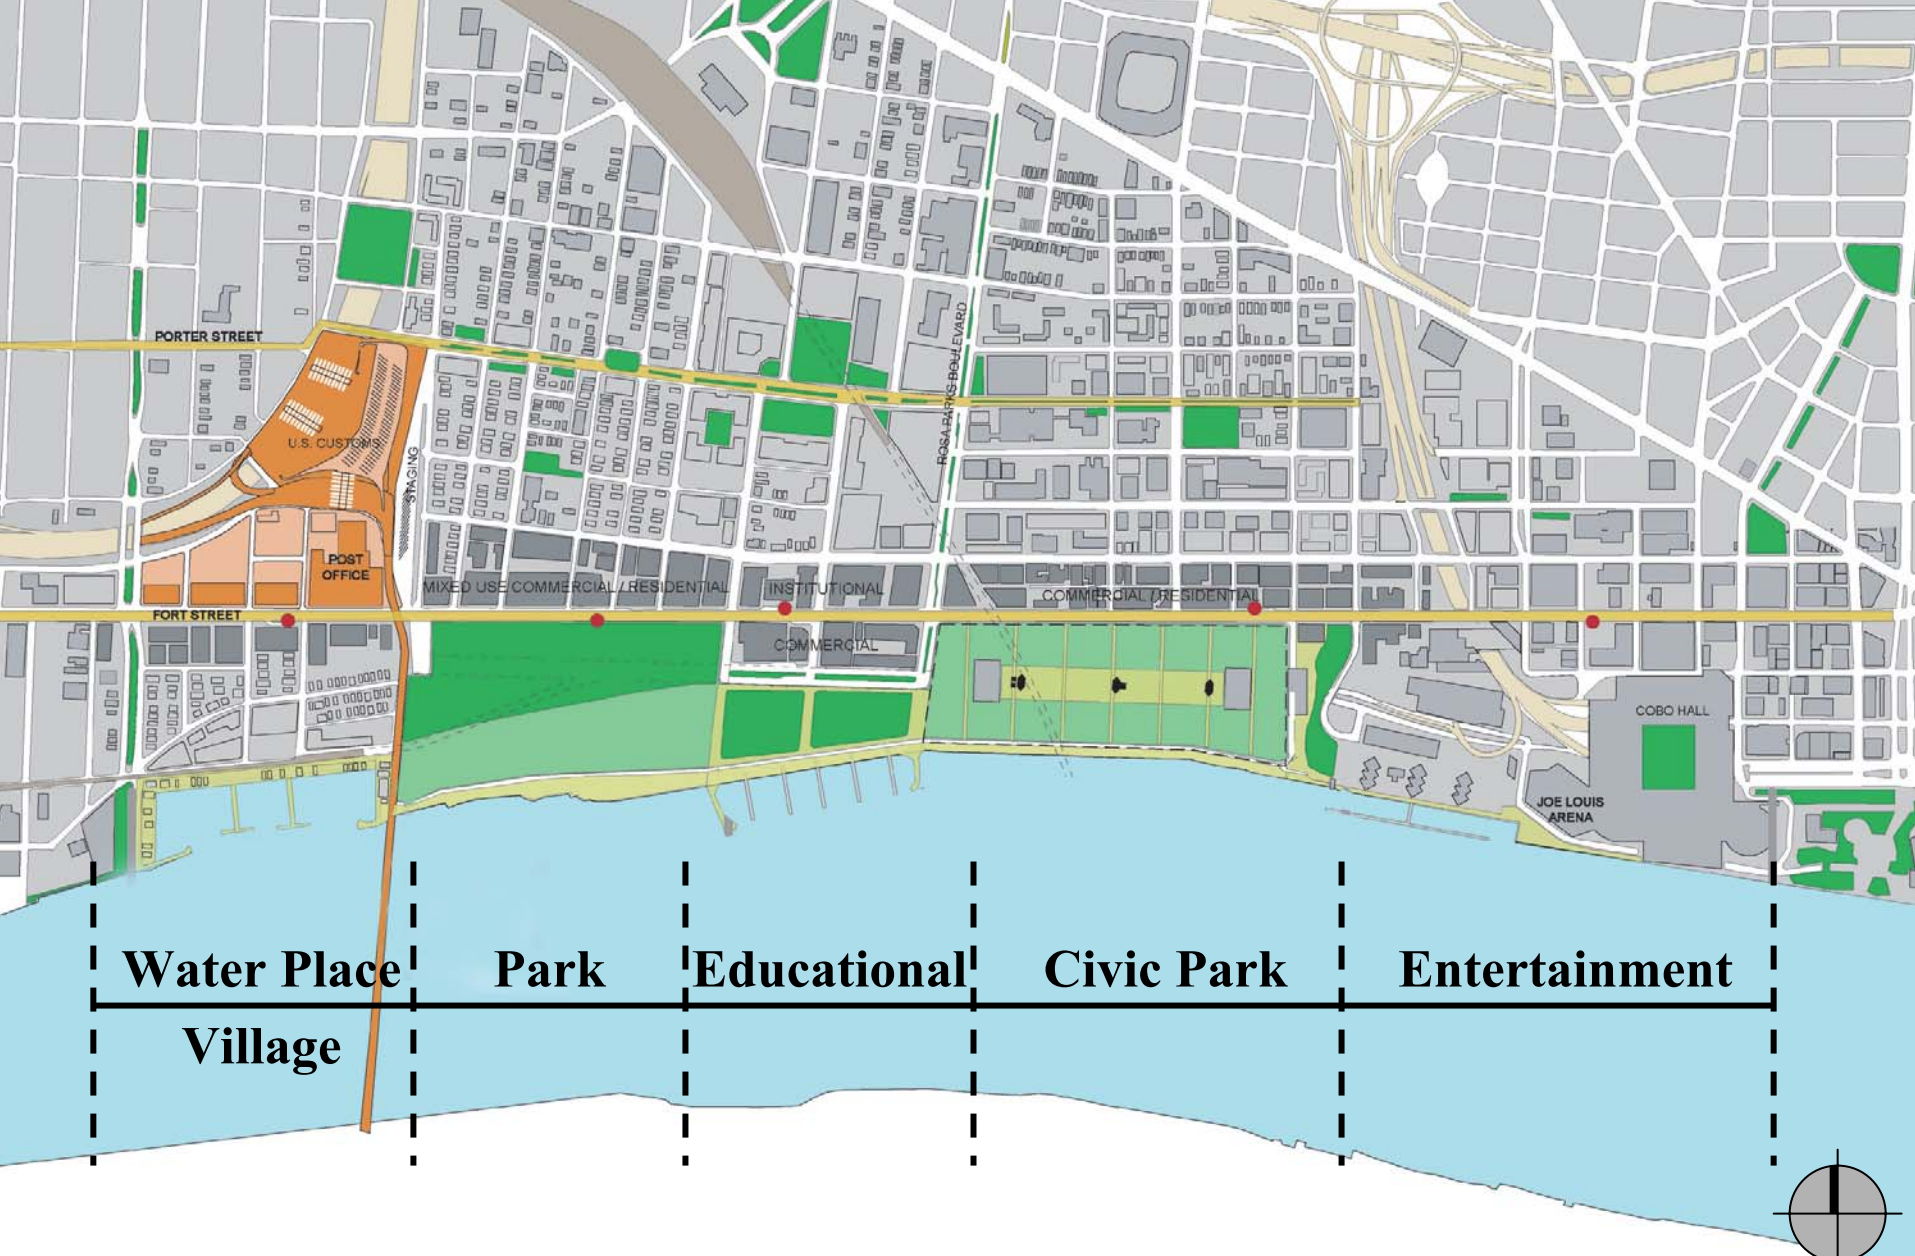 PORTER STREET
ROSA PARKS BOULEVARD
U.S. CUSTOMS
STAGING
POST
OFFICE
MIXED USE COMMERCIAL / RESIDENTIAL
INSTITUTIONAL
COMMERCIAL / RESIDENTIAL
FORT STREET
COMMERCIAL
COBO HALL
JOE LOUIS
ARENA
Water Place
Village
Park
Educational
Civic Park
Entertainment